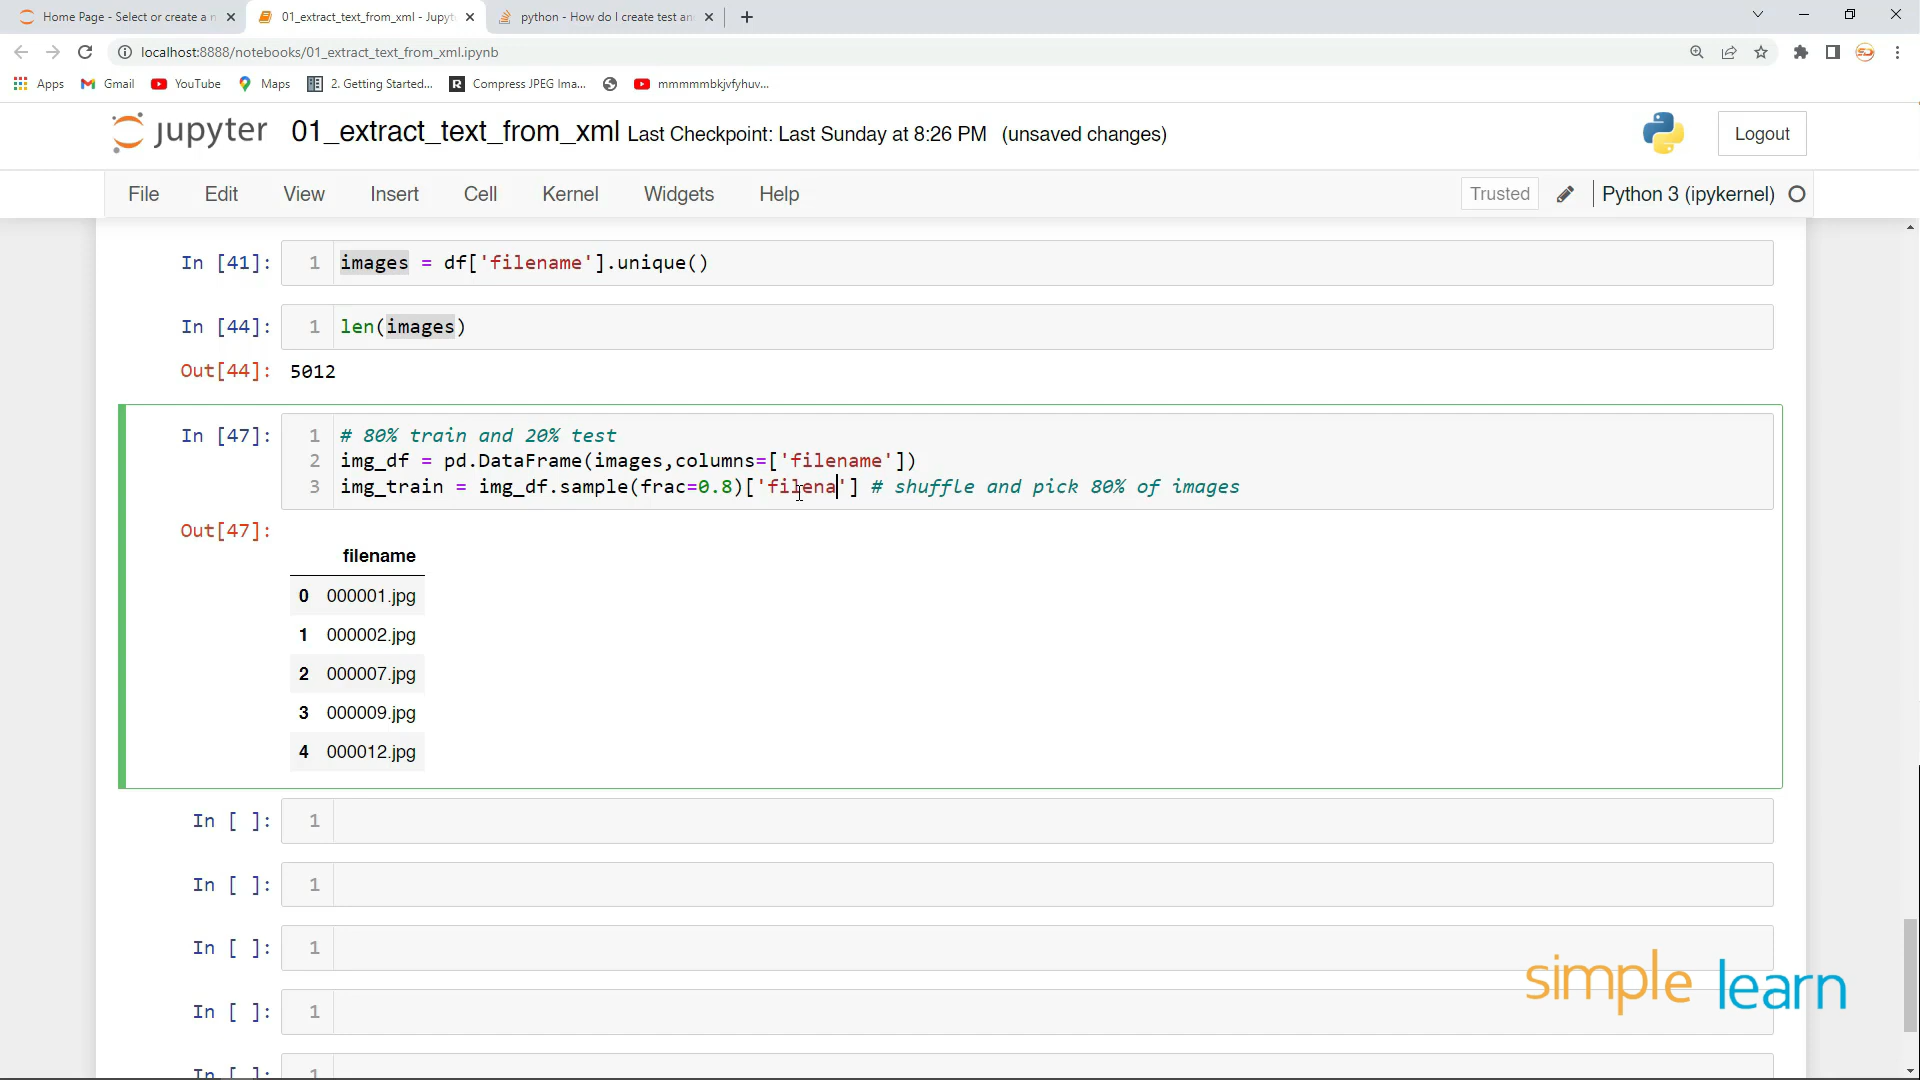 Home Page - Select or create a n
01_extract_text_from_xml - Jupyt
python - How do I create test an
localhost:8888/notebooks/01_extract_text_from_xml.ipynb
Apps Gmail YouTube Maps 2. Getting Started... Compress JPEG Ima... mmmmmbkjvfyhuv...
jupyter 01_extract_text_from_xml Last Checkpoint: Last Sunday at 8:26 PM (unsaved changes) Logout
File Edit View Insert Cell Kernel Widgets Help Trusted Python 3 (ipykernel)
In [41]: 1 images = df['filename'].unique()
In [44]: 1 len(images)
Out[44]: 5012
In [47]: 1 # 80% train and 20% test
2 img_df = pd.DataFrame(images,columns=['filename'])
3 img_train = img_df.sample(frac=0.8)['filena'] # shuffle and pick 80% of images
Out[47]:
filename
0 000001.jpg
1 000002.jpg
2 000007.jpg
3 000009.jpg
4 000012.jpg
In [ ]: 1
In [ ]: 1
In [ ]: 1
In [ ]: 1
In [ ]: 1
simplelearn